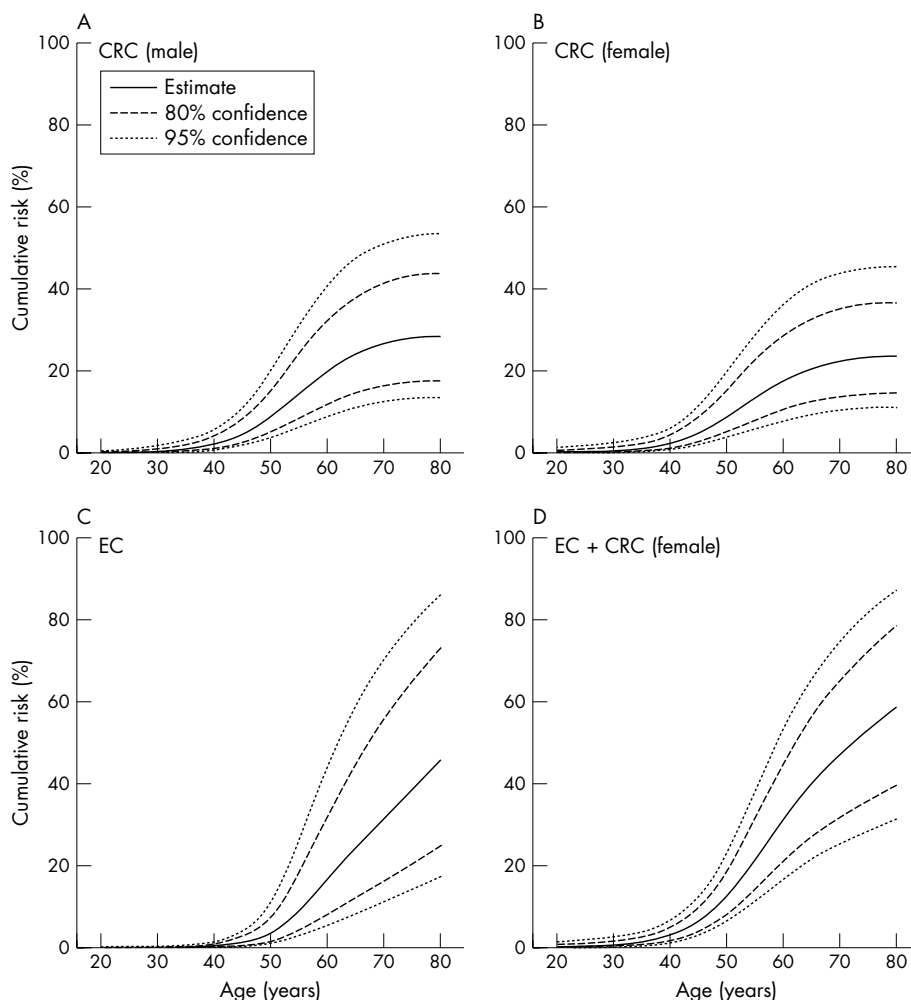 A
CRC (male)
Estimate
80% confidence
95% confidence
Cumulative risk (%)
100
80
60
40
20
0
20 30 40 50 60 70 80
B
CRC (female)
100
80
60
40
20
0
20 30 40 50 60 70 80
C
EC
Cumulative risk (%)
100
80
60
40
20
0
20 30 40 50 60 70 80
Age (years)
D
EC + CRC (female)
100
80
60
40
20
0
20 30 40 50 60 70 80
Age (years)